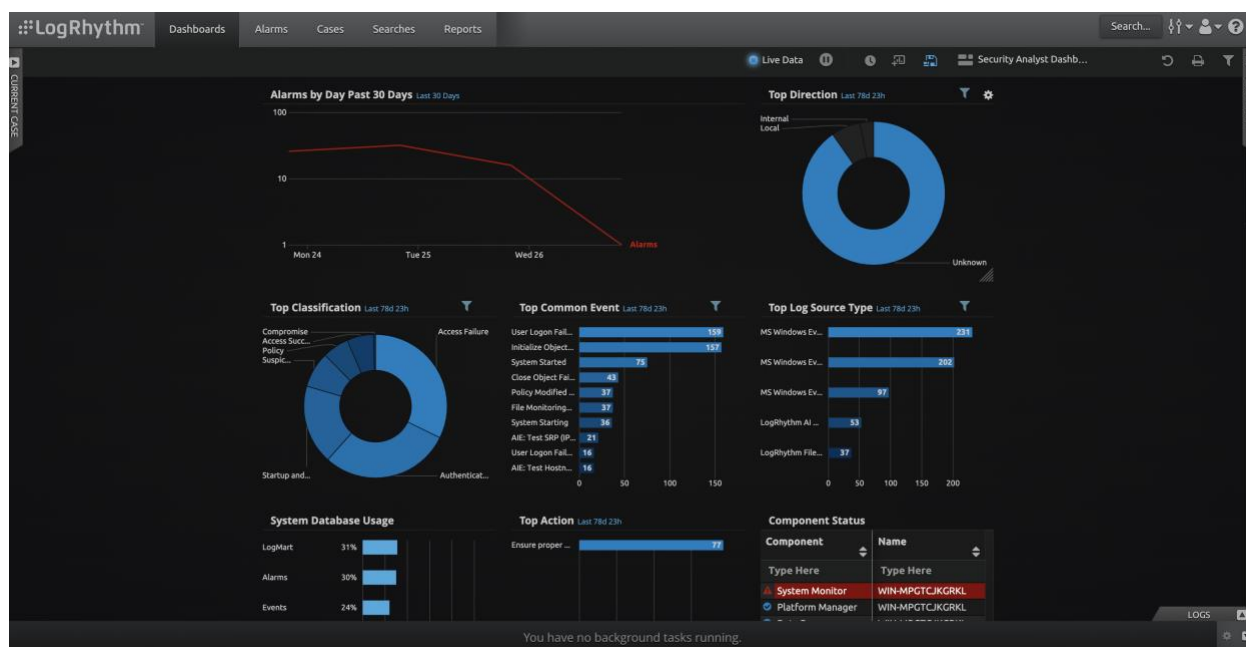 LogRhythm
Dashboards
Alarms
Cases
Searches
Reports
Search...
CURRENT CASE
Live Data
Security Analyst Dashb...
Alarms by Day Past 30 Days Last 30 Days
100
10
1
Mon 24
Tue 25
Wed 26
Alarms
Top Direction Last 78d 23h
Internal
Local
Unknown
Top Classification Last 78d 23h
Compromise
Access Succ...
Policy
Suspic...
Access Failure
Startup and...
Authenticat...
Top Common Event Last 78d 23h
User Logon Fail... 159
Initialize Object... 157
System Started 75
Close Object Fai... 43
Policy Modified ... 37
File Monitoring... 37
System Starting 36
AIE: Test SRP (IP... 21
User Logon Fail... 16
AIE: Test Hostn... 16
0 50 100 150
Top Log Source Type Last 78d 23h
MS Windows Ev... 231
MS Windows Ev... 202
MS Windows Ev... 97
LogRhythm AI ... 53
LogRhythm File... 37
0 50 100 150 200
System Database Usage
LogMart 31%
Alarms 30%
Events 24%
Top Action Last 78d 23h
Ensure proper ... 77
Component Status
Component Name
Type Here Type Here
System Monitor WIN-MPGTCJKGRKL
Platform Manager WIN-MPGTCJKGRKL
LOGS
You have no background tasks running.